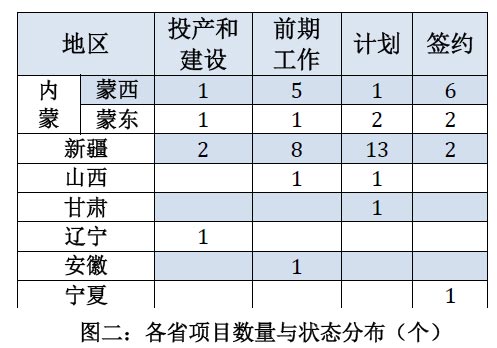 地区 投产和建设 前期工作 计划 签约
内蒙 蒙西 1 5 1 6
蒙东 1 1 2 2
新疆 2 8 13 2
山西 1 1
甘肃 1
辽宁 1
安徽 1
宁夏 1
图二：各省项目数量与状态分布（个）